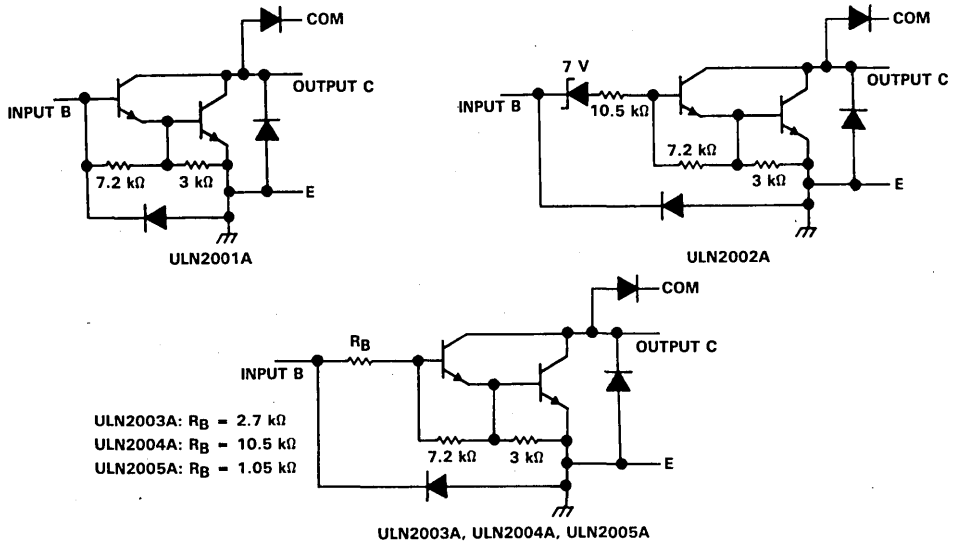 COM
OUTPUT C
INPUT B
7.2 kΩ
3 kΩ
E
ULN2001A
COM
7 V
OUTPUT C
INPUT B
10.5 kΩ
7.2 kΩ
3 kΩ
E
ULN2002A
COM
RB
OUTPUT C
INPUT B
ULN2003A: RB = 2.7 kΩ
ULN2004A: RB = 10.5 kΩ
ULN2005A: RB = 1.05 kΩ
7.2 kΩ
3 kΩ
E
ULN2003A, ULN2004A, ULN2005A